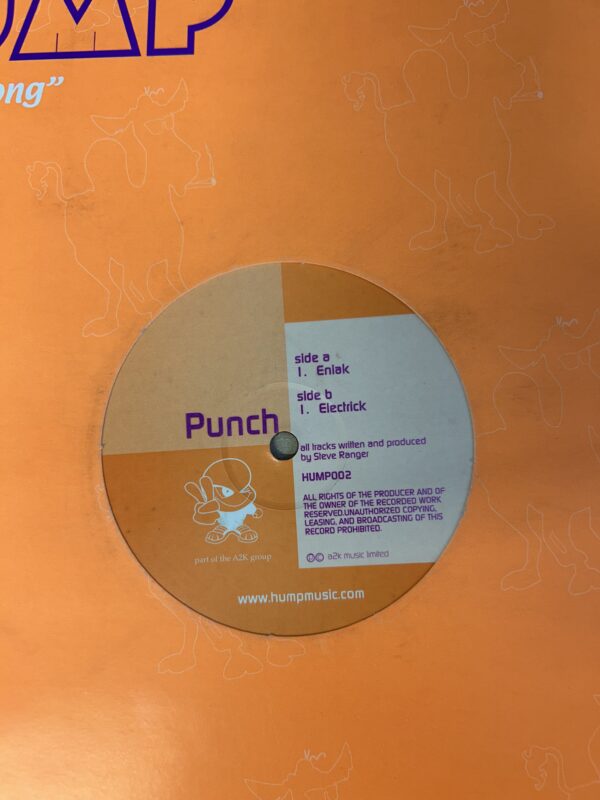 UMP
ong”
side a
1. Eniak
side b
1. Electrick
Punch
all tracks written and produced
by Steve Ranger
HUMP002
ALL RIGHTS OF THE PRODUCER AND OF
THE OWNER OF THE RECORDED WORK
RESERVED.UNAUTHORIZED COPYING,
LEASING, AND BROADCASTING OF THIS
RECORD PROHIBITED.
℗© a2k music limited
part of the A2K group
www.humpmusic.com